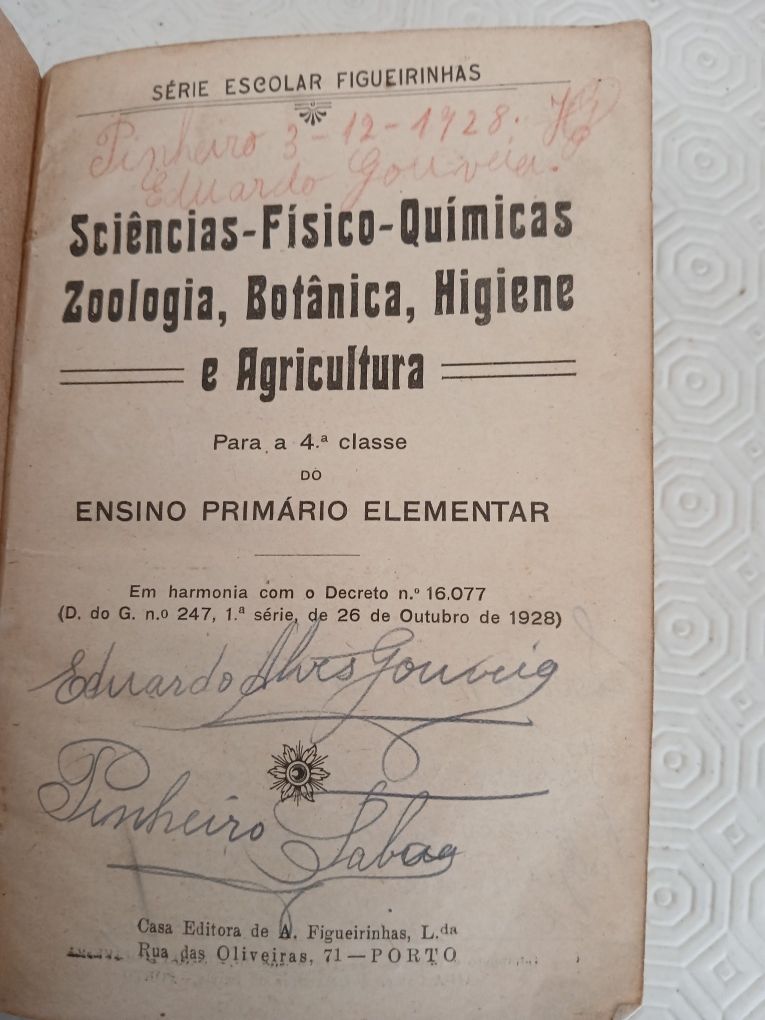 SÉRIE ESCOLAR FIGUEIRINHAS
Pinheiro 3-12-1928.
Eduardo Gouveia.
Sciências-Físico-Químicas
Zoologia, Botânica, Higiene
e Agricultura
Para a 4.ª classe
DO
ENSINO PRIMÁRIO ELEMENTAR
Em harmonia com o Decreto n.º 16.077
(D. do G. n.o 247, 1.ª série, de 26 de Outubro de 1928)
Eduardo Alves Gouveia
Pinheiro
Casa Editora de A. Figueirinhas, L.da
Rua das Oliveiras, 71 — PORTO